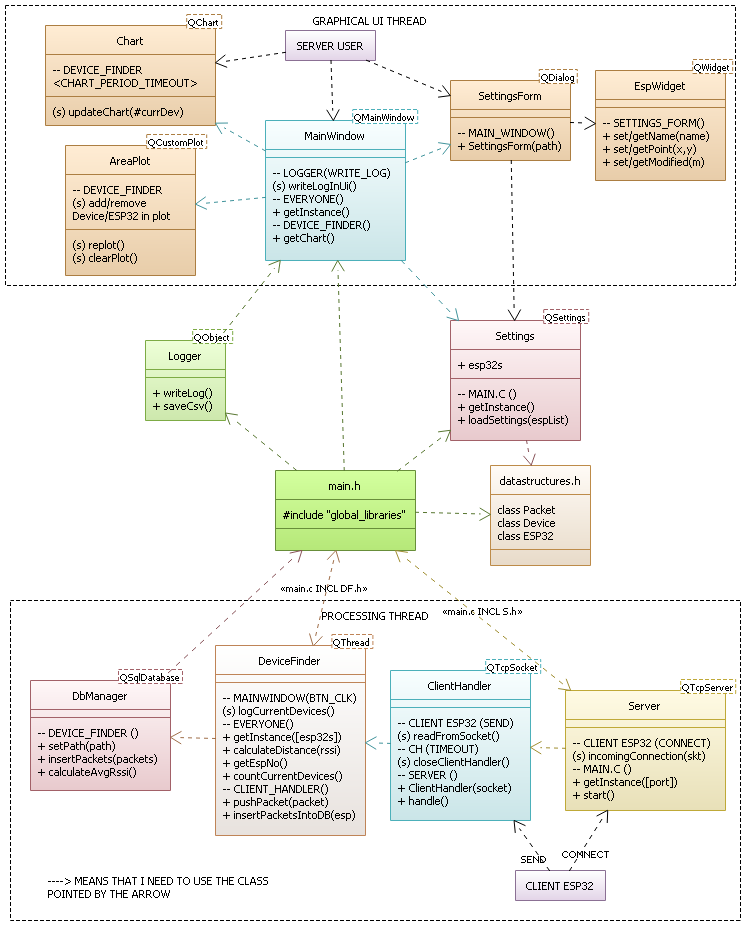 GRAPHICAL UI THREAD
QChart
Chart
-- DEVICE_FINDER
<CHART_PERIOD_TIMEOUT>
(s) updateChart(#currDev)
SERVER USER
QDialog
SettingsForm
-- MAIN_WINDOW()
+ SettingsForm(path)
QWidget
EspWidget
-- SETTINGS_FORM()
+ set/getName(name)
+ set/getPoint(x,y)
+ set/getModified(m)
QMainWindow
MainWindow
-- LOGGER(WRITE_LOG)
(s) writeLogInUi()
-- EVERYONE()
+ getInstance()
-- DEVICE_FINDER()
+ getChart()
QCustomPlot
AreaPlot
-- DEVICE_FINDER
(s) add/remove
Device/ESP32 in plot
(s) replot()
(s) clearPlot()
QObject
Logger
+ writeLog()
+ saveCsv()
QSettings
Settings
+ esp32s
-- MAIN.C ()
+ getInstance()
+ loadSettings(espList)
main.h
#include "global_libraries"
datastructures.h
class Packet
class Device
class ESP32
«main.c INCL DF.h»
«main.c INCL S.h»
PROCESSING THREAD
QSqlDatabase
DbManager
-- DEVICE_FINDER ()
+ setPath(path)
+ insertPackets(packets)
+ calculateAvgRssi()
QThread
DeviceFinder
-- MAINWINDOW(BTN_CLK)
(s) logCurrentDevices()
-- EVERYONE()
+ getInstance([esp32s])
+ calculateDistance(rssi)
+ getEspNo()
+ countCurrentDevices()
-- CLIENT_HANDLER()
+ pushPacket(packet)
+ insertPacketsIntoDB(esp)
QTcpSocket
ClientHandler
-- CLIENT ESP32 (SEND)
(s) readFromSocket()
-- CH (TIMEOUT)
(s) closeClientHandler()
-- SERVER ()
+ ClientHandler(socket)
+ handle()
QTcpServer
Server
-- CLIENT ESP32 (CONNECT)
(s) incomingConnection(skt)
-- MAIN.C ()
+ getInstance([port])
+ start()
SEND
COMNECT
CLIENT ESP32
----> MEANS THAT I NEED TO USE THE CLASS
POINTED BY THE ARROW